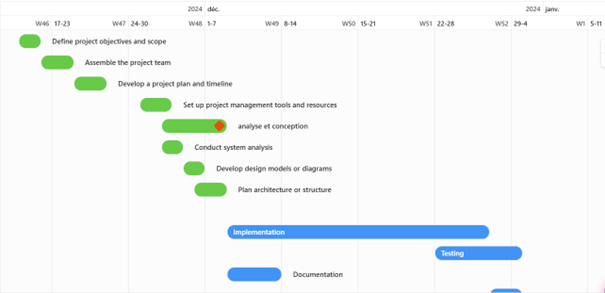 2024 déc. 2024 janv.
W46 17-23 W47 24-30 W48 1-7 W49 8-14 W50 15-21 W51 22-28 W52 29-4 W1 5-11
Define project objectives and scope
Assemble the project team
Develop a project plan and timeline
Set up project management tools and resources
analyse et conception
Conduct system analysis
Develop design models or diagrams
Plan architecture or structure
Implementation
Testing
Documentation